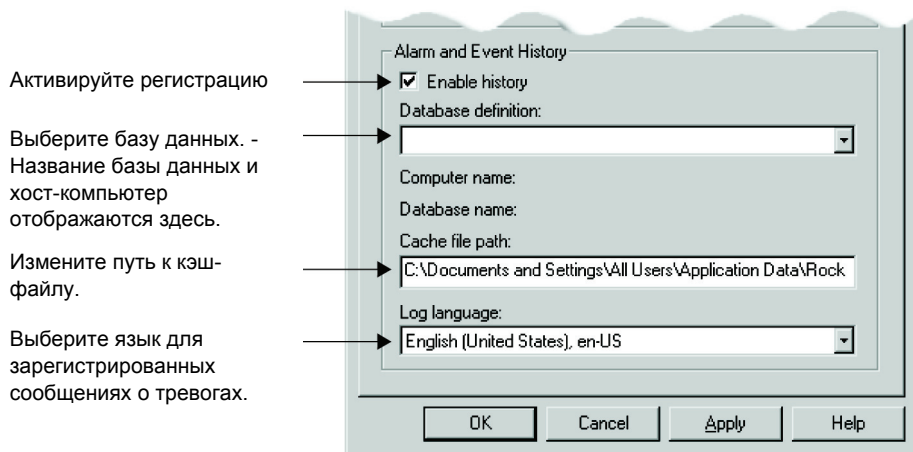 Alarm and Event History
Активируйте регистрацию
Enable history
Database definition:
Выберите базу данных. -
Название базы данных и
хост-компьютер
отображаются здесь.
Computer name:
Database name:
Cache file path:
Измените путь к кэш-
файлу.
C:\Documents and Settings\All Users\Application Data\Rock
Log language:
Выберите язык для
зарегистрированных
сообщениях о тревогах.
English (United States), en-US
OK
Cancel
Apply
Help